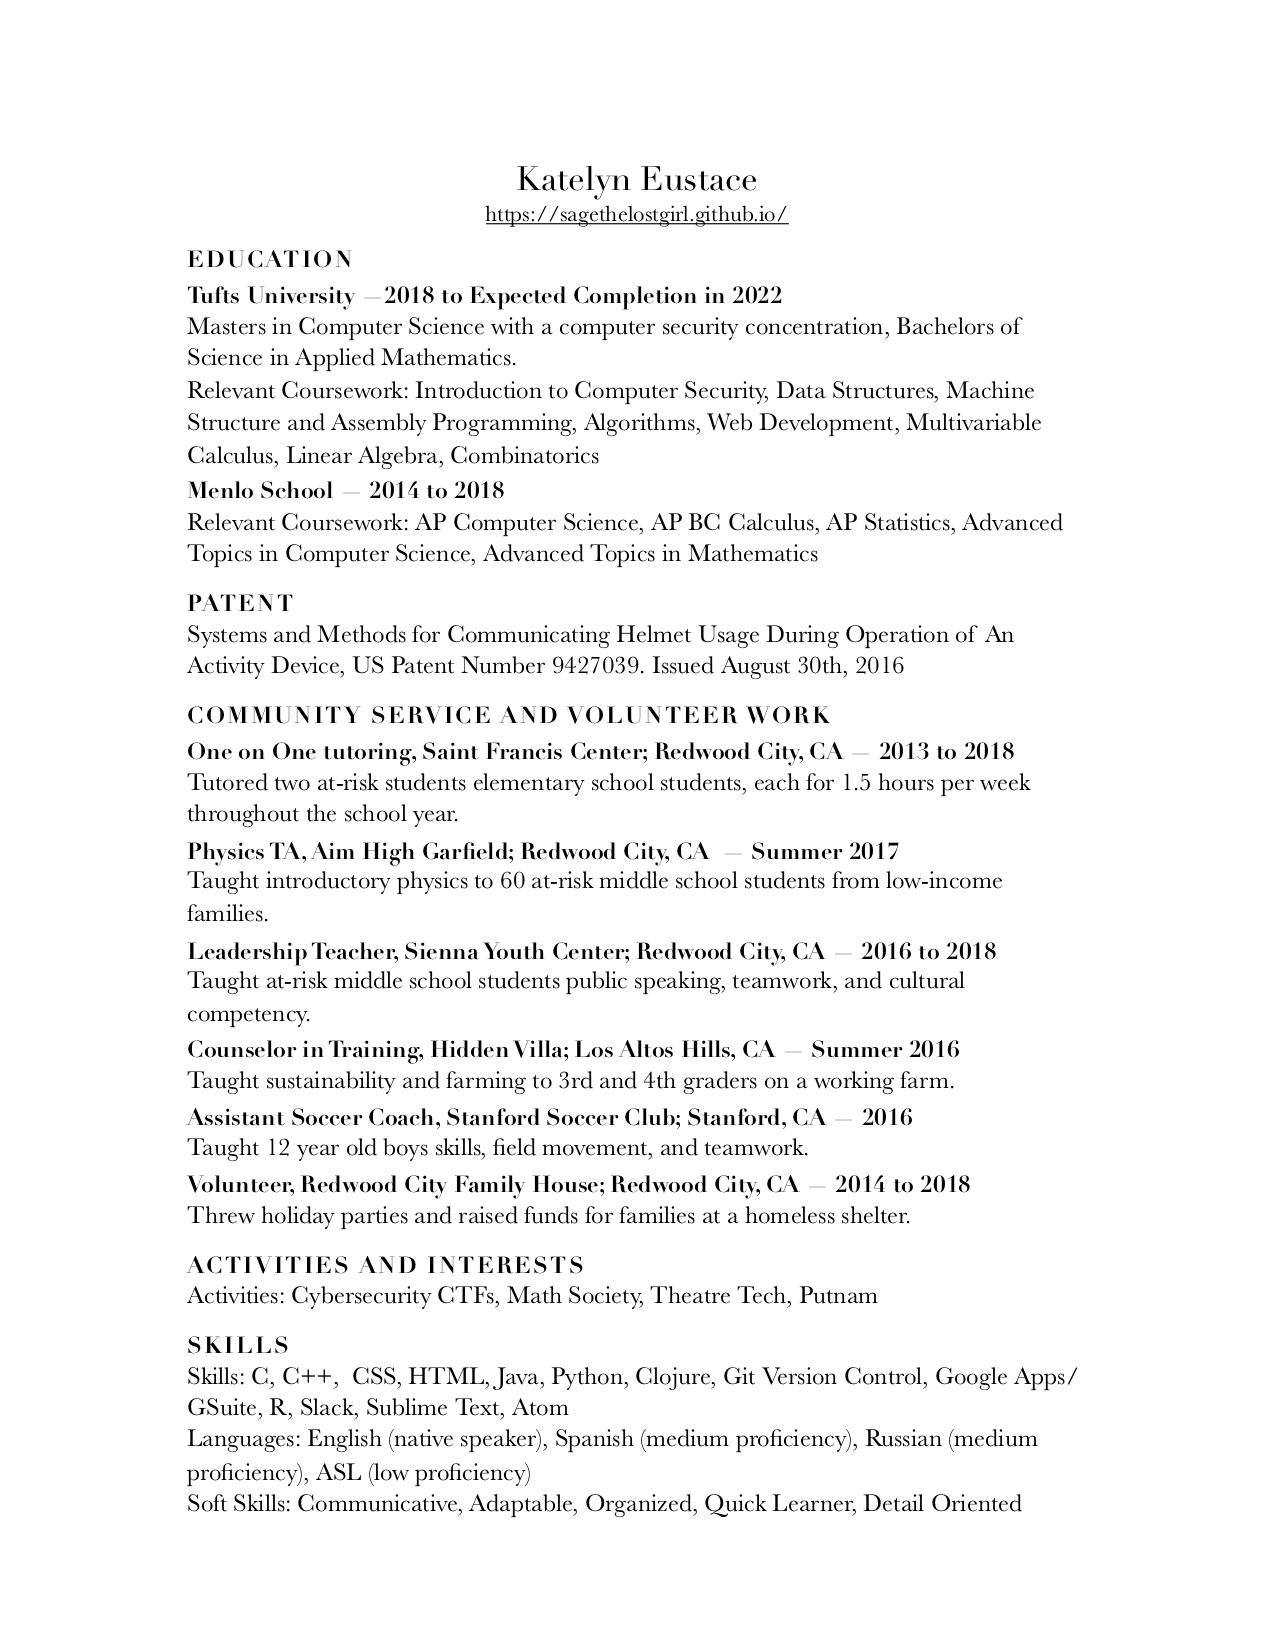 Katelyn Eustace
https://sagethelostgirl.github.io/
EDUCATION
Tufts University —2018 to Expected Completion in 2022
Masters in Computer Science with a computer security concentration, Bachelors of
Science in Applied Mathematics.
Relevant Coursework: Introduction to Computer Security, Data Structures, Machine
Structure and Assembly Programming, Algorithms, Web Development, Multivariable
Calculus, Linear Algebra, Combinatorics
Menlo School — 2014 to 2018
Relevant Coursework: AP Computer Science, AP BC Calculus, AP Statistics, Advanced
Topics in Computer Science, Advanced Topics in Mathematics
PATENT
Systems and Methods for Communicating Helmet Usage During Operation of An
Activity Device, US Patent Number 9427039. Issued August 30th, 2016
COMMUNITY SERVICE AND VOLUNTEER WORK
One on One tutoring, Saint Francis Center; Redwood City, CA — 2013 to 2018
Tutored two at-risk students elementary school students, each for 1.5 hours per week
throughout the school year.
Physics TA, Aim High Garfield; Redwood City, CA — Summer 2017
Taught introductory physics to 60 at-risk middle school students from low-income
families.
Leadership Teacher, Sienna Youth Center; Redwood City, CA — 2016 to 2018
Taught at-risk middle school students public speaking, teamwork, and cultural
competency.
Counselor in Training, Hidden Villa; Los Altos Hills, CA — Summer 2016
Taught sustainability and farming to 3rd and 4th graders on a working farm.
Assistant Soccer Coach, Stanford Soccer Club; Stanford, CA — 2016
Taught 12 year old boys skills, field movement, and teamwork.
Volunteer, Redwood City Family House; Redwood City, CA — 2014 to 2018
Threw holiday parties and raised funds for families at a homeless shelter.
ACTIVITIES AND INTERESTS
Activities: Cybersecurity CTFs, Math Society, Theatre Tech, Putnam
SKILLS
Skills: C, C++, CSS, HTML, Java, Python, Clojure, Git Version Control, Google Apps/
GSuite, R, Slack, Sublime Text, Atom
Languages: English (native speaker), Spanish (medium proficiency), Russian (medium
proficiency), ASL (low proficiency)
Soft Skills: Communicative, Adaptable, Organized, Quick Learner, Detail Oriented